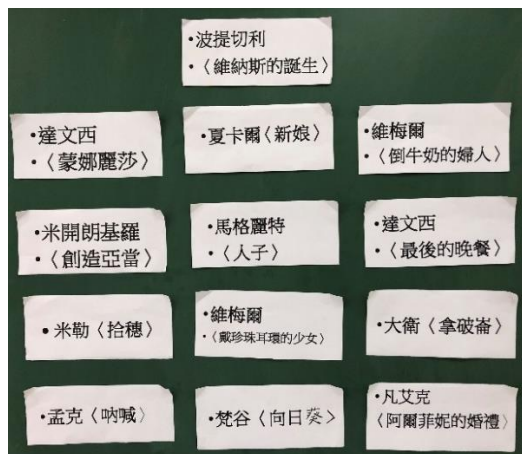 •波提切利
•〈維納斯的誕生〉
•達文西
•〈蒙娜麗莎〉
•夏卡爾〈新娘〉
•維梅爾
•〈倒牛奶的婦人〉
•米開朗基羅
•〈創造亞當〉
•馬格麗特
•〈人子〉
•達文西
•〈最後的晚餐〉
•米勒〈拾穗〉
•維梅爾
•〈戴珍珠耳環的少女〉
•大衛〈拿破崙〉
•孟克〈吶喊〉
•梵谷〈向日葵〉
•凡艾克
〈阿爾菲妮的婚禮〉